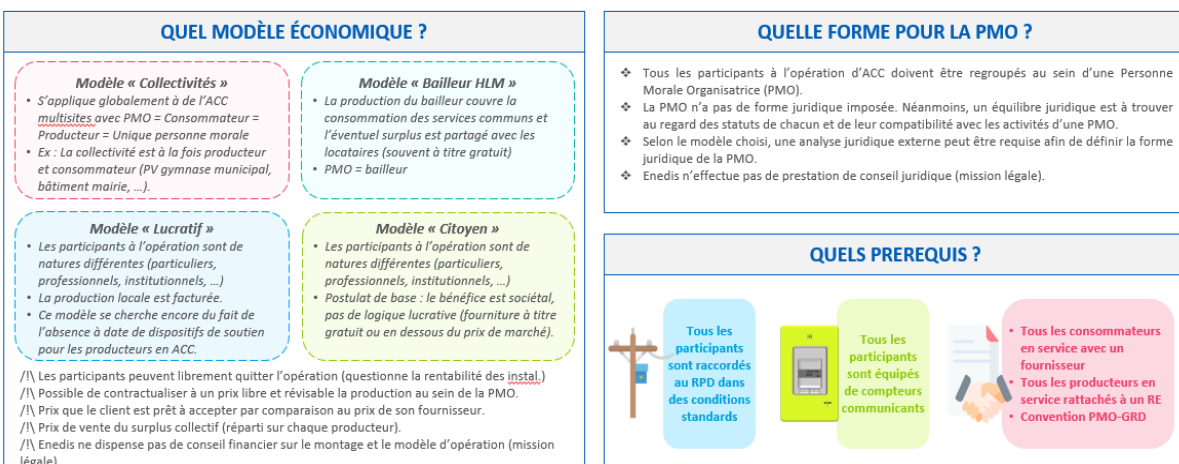 QUEL MODÈLE ÉCONOMIQUE ?
Modèle « Collectivités »
• S’applique globalement à de l’ACC
multisites avec PMO = Consommateur =
Producteur = Unique personne morale
• Ex : La collectivité est à la fois producteur
et consommateur (PV gymnase municipal,
bâtiment mairie, …).
Modèle « Bailleur HLM »
• La production du bailleur couvre la
consommation des services communs et
l’éventuel surplus est partagé avec les
locataires (souvent à titre gratuit)
• PMO = bailleur
Modèle « Lucratif »
• Les participants à l’opération sont de
natures différentes (particuliers,
professionnels, institutionnels, …)
• La production locale est facturée.
• Ce modèle se cherche encore du fait de
l’absence à date de dispositifs de soutien
pour les producteurs en ACC.
Modèle « Citoyen »
• Les participants à l’opération sont de
natures différentes (particuliers,
professionnels, institutionnels, …)
• Postulat de base : le bénéfice est sociétal,
pas de logique lucrative (fourniture à titre
gratuit ou en dessous du prix de marché).
/!\ Les participants peuvent librement quitter l’opération (questionne la rentabilité des instal.)
/!\ Possible de contractualiser à un prix libre et révisable la production au sein de la PMO.
/!\ Prix que le client est prêt à accepter par comparaison au prix de son fournisseur.
/!\ Prix de vente du surplus collectif (réparti sur chaque producteur).
/!\ Enedis ne dispense pas de conseil financier sur le montage et le modèle d’opération (mission
légale)
QUELLE FORME POUR LA PMO ?
❖ Tous les participants à l’opération d’ACC doivent être regroupés au sein d’une Personne
Morale Organisatrice (PMO).
❖ La PMO n’a pas de forme juridique imposée. Néanmoins, un équilibre juridique est à trouver
au regard des statuts de chacun et de leur compatibilité avec les activités d’une PMO.
❖ Selon le modèle choisi, une analyse juridique externe peut être requise afin de définir la forme
juridique de la PMO.
❖ Enedis n’effectue pas de prestation de conseil juridique (mission légale).
QUELS PREREQUIS ?
Tous les
participants
sont raccordés
au RPD dans
des conditions
standards
Tous les
participants
sont équipés
de compteurs
communicants
• Tous les consommateurs
en service avec un
fournisseur
• Tous les producteurs en
service rattachés à un RE
• Convention PMO-GRD